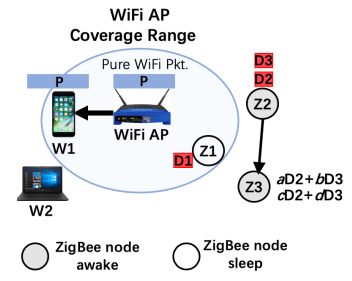 WiFi AP
Coverage Range
Pure WiFi Pkt.
P
P
W1
WiFi AP
D1
Z1
D3
D2
Z2
Z3
aD2+bD3
cD2+dD3
W2
ZigBee node
awake
ZigBee node
sleep